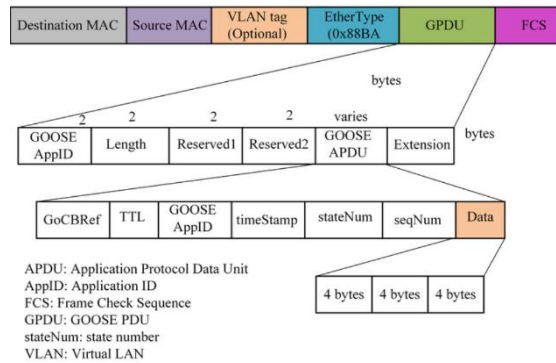 Destination MAC Source MAC VLAN tag (Optional) EtherType (0x88BA GPDU FCS
bytes
2 2 2 2 varies
GOOSE AppID Length Reserved1 Reserved2 GOOSE APDU Extension bytes
GoCBRef TTL GOOSE AppID timeStamp stateNum seqNum Data
4 bytes 4 bytes 4 bytes
APDU: Application Protocol Data Unit
AppID: Application ID
FCS: Frame Check Sequence
GPDU: GOOSE PDU
stateNum: state number
VLAN: Virtual LAN